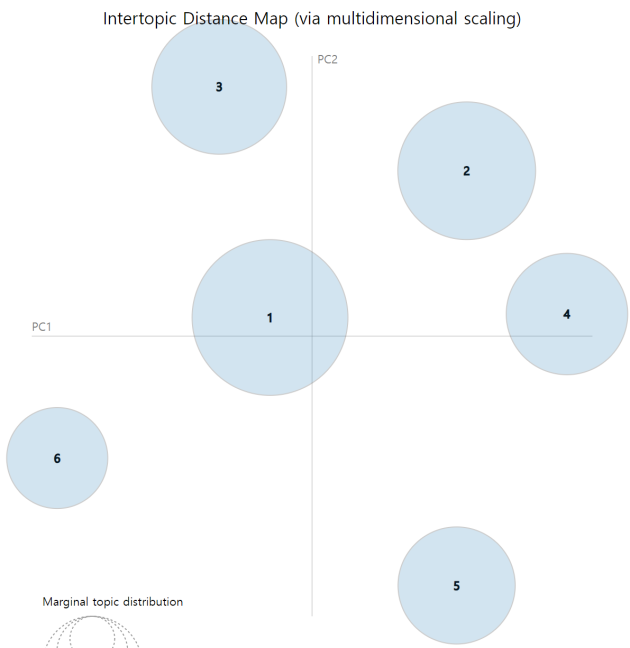 Intertopic Distance Map (via multidimensional scaling)
PC2
3
2
1
4
PC1
6
5
Marginal topic distribution